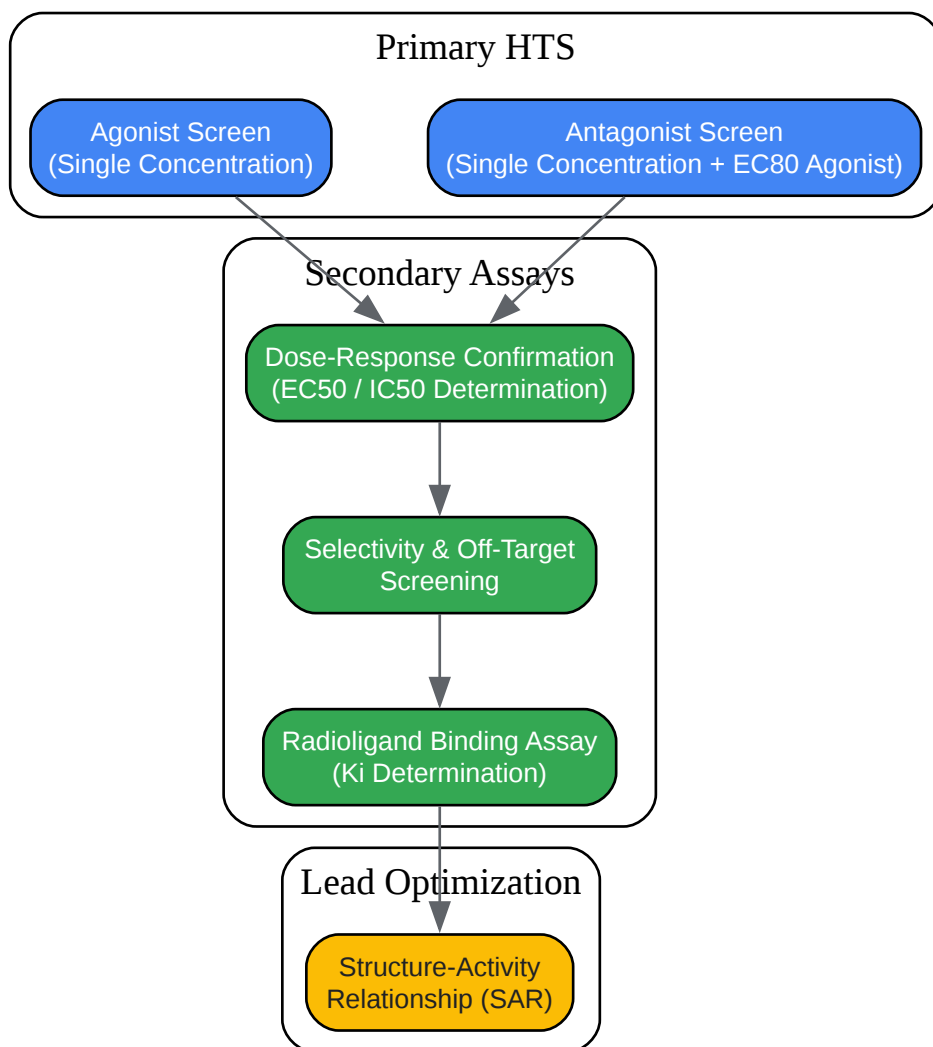 Primary HTS
Agonist Screen
(Single Concentration)
Antagonist Screen
(Single Concentration + EC80 Agonist)
Secondary Assays
Dose-Response Confirmation
(EC50 / IC50 Determination)
Selectivity & Off-Target
Screening
Radioligand Binding Assay
(Ki Determination)
Lead Optimization
Structure-Activity
Relationship (SAR)